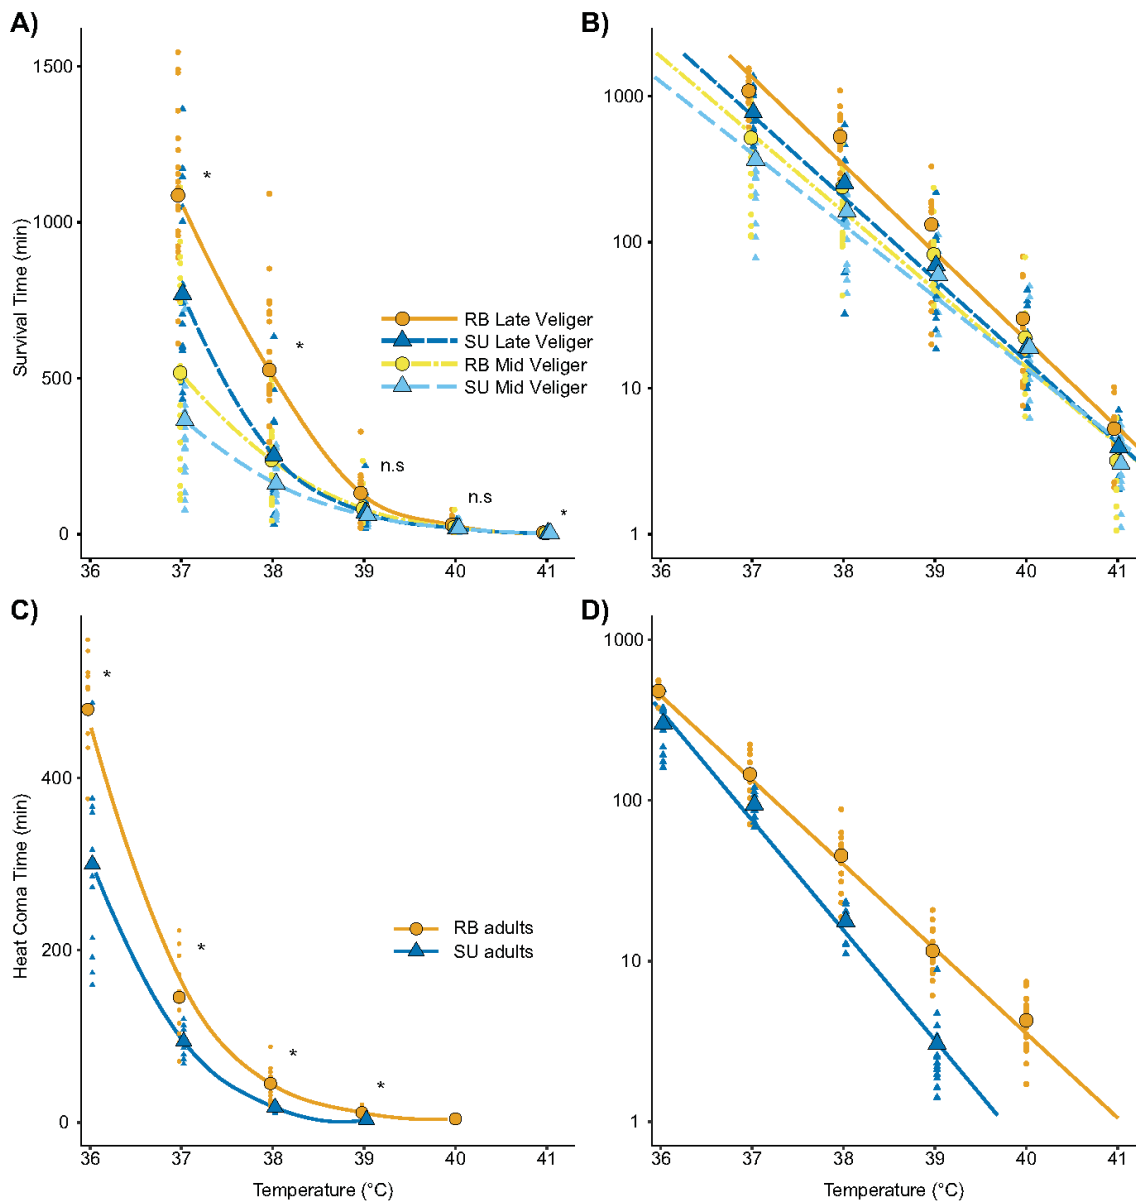 A)
1500
1000
500
0
Survival Time (min)
*
*
n.s
n.s
*
RB Late Veliger
SU Late Veliger
RB Mid Veliger
SU Mid Veliger
36 37 38 39 40 41
B)
1000
100
10
1
36 37 38 39 40 41
C)
400
200
0
Heat Coma Time (min)
*
*
*
*
RB adults
SU adults
36 37 38 39 40 41
Temperature (°C)
D)
1000
100
10
1
36 37 38 39 40 41
Temperature (°C)